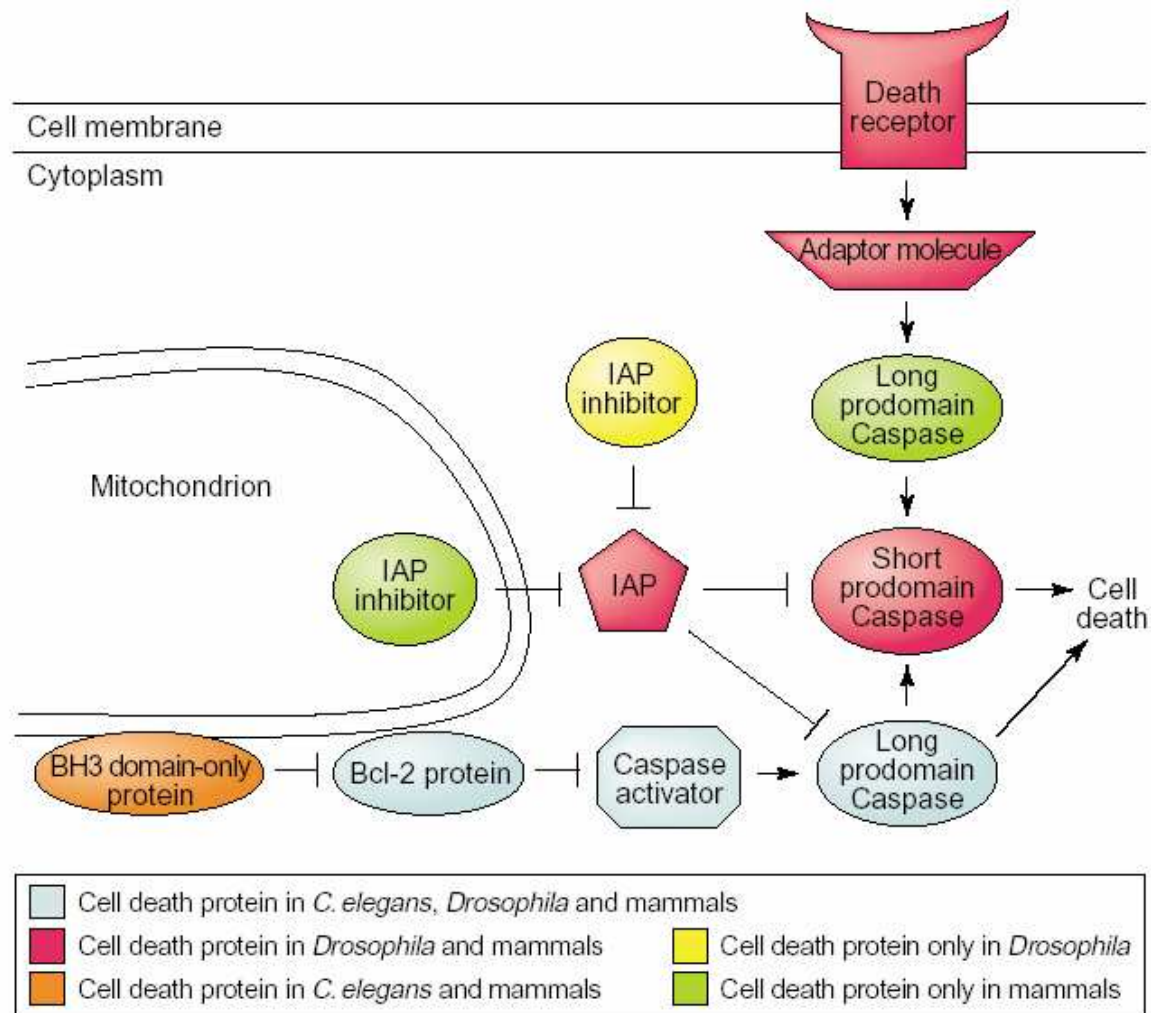 Death
receptor
Cell membrane
Cytoplasm
Adaptor molecule
IAP
inhibitor
Long
prodomain
Caspase
Mitochondrion
IAP
inhibitor
IAP
Short
prodomain
Caspase
Cell
death
BH3 domain-only
protein
Bcl-2 protein
Caspase
activator
Long
prodomain
Caspase
Cell death protein in C. elegans, Drosophila and mammals
Cell death protein in Drosophila and mammals
Cell death protein only in Drosophila
Cell death protein in C. elegans and mammals
Cell death protein only in mammals